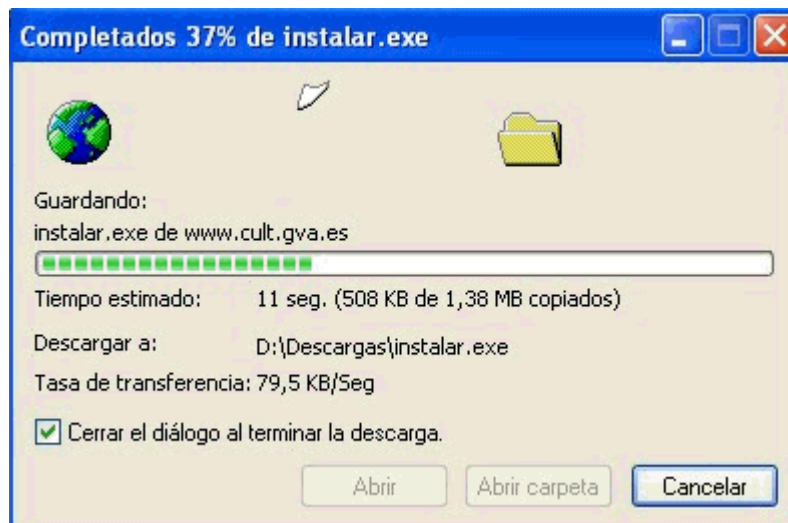 Completados 37% de instalar.exe
Guardando:
instalar.exe de www.cult.gva.es
Tiempo estimado: 11 seg. (508 KB de 1,38 MB copiados)
Descargar a: D:\Descargas\instalar.exe
Tasa de transferencia: 79,5 KB/Seg
Cerrar el diálogo al terminar la descarga.
Abrir Abrir carpeta Cancelar